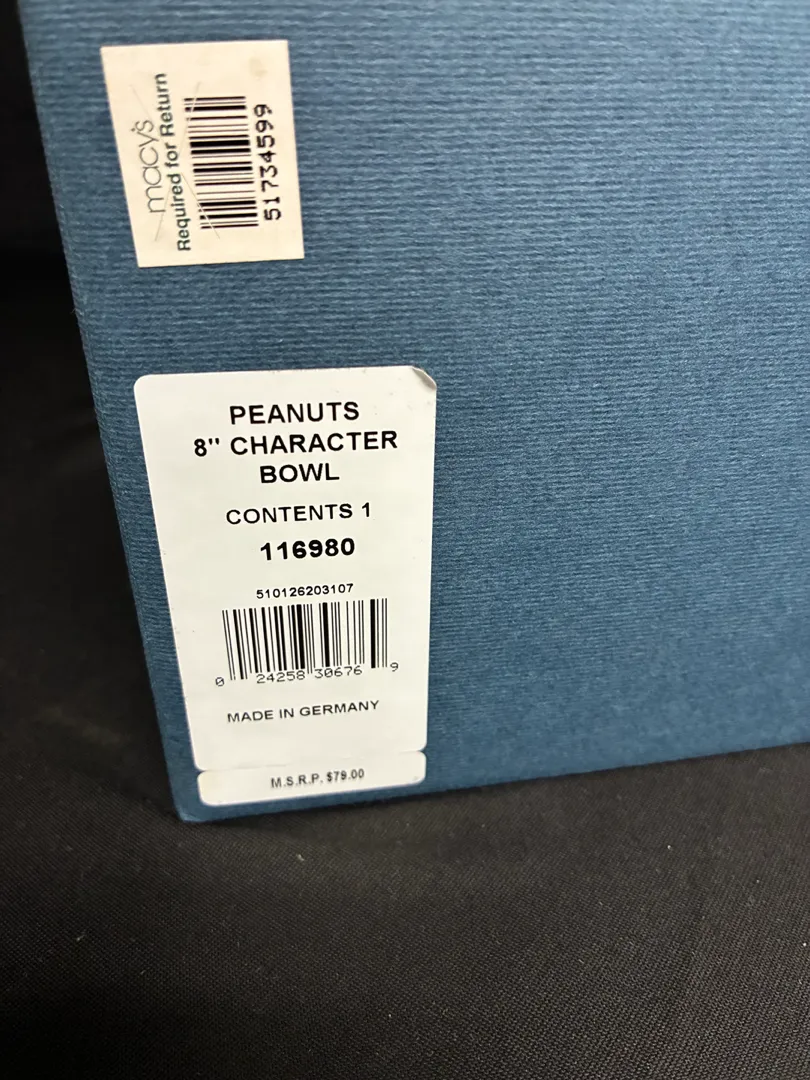 macy's
Required for Return
51734599
PEANUTS
8" CHARACTER
BOWL
CONTENTS 1
116980
510126203107
0 24258 30676 9
MADE IN GERMANY
M.S.R.P. $79.00